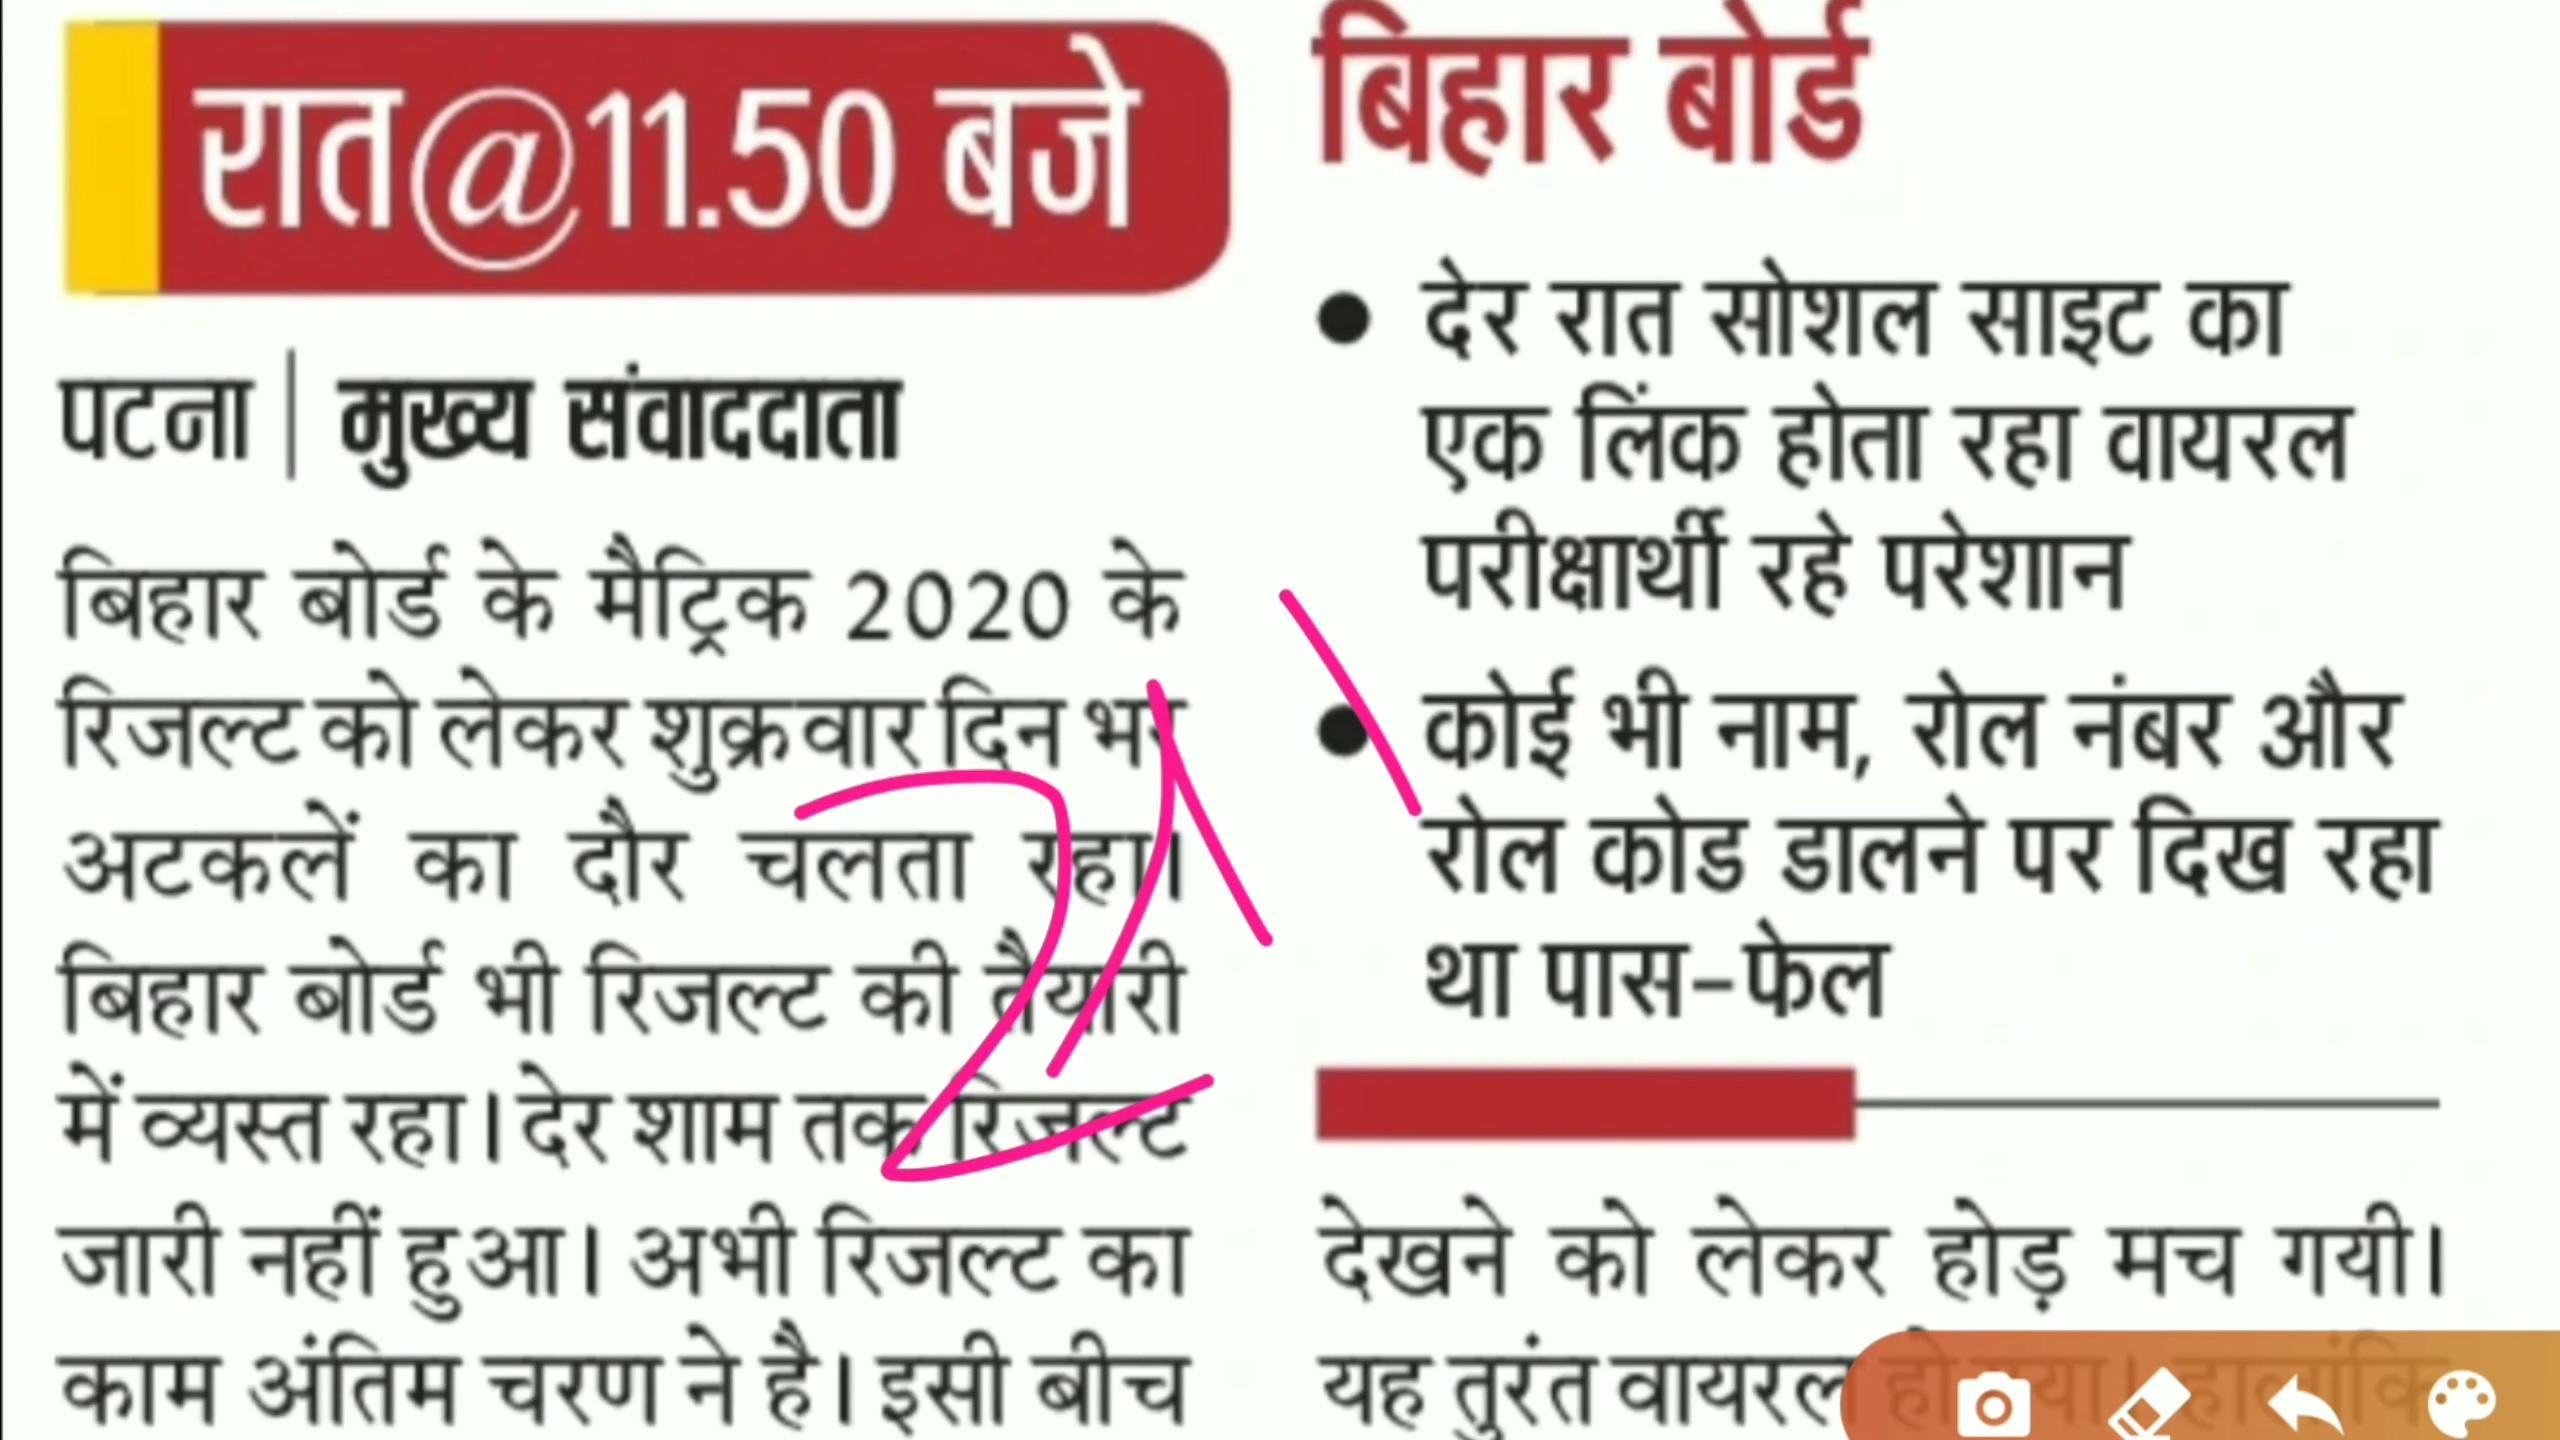 रात@11.50 बजे
पटना | मुख्य संवाददाता
बिहार बोर्ड के मैट्रिक 2020 के
रिजल्ट को लेकर शुक्रवार दिन भर
अटकलें का दौर चलता रहा।
बिहार बोर्ड भी रिजल्ट की तैयारी
में व्यस्त रहा। देर शाम तक रिजल्ट
जारी नहीं हुआ। अभी रिजल्ट का
काम अंतिम चरण ने है। इसी बीच
बिहार बोर्ड
● देर रात सोशल साइट का
एक लिंक होता रहा वायरल
परीक्षार्थी रहे परेशान
● कोई भी नाम, रोल नंबर और
रोल कोड डालने पर दिख रहा
था पास-फेल
देखने को लेकर होड़ मच गयी।
यह तुरंत वायरल हो गया। हालांकि